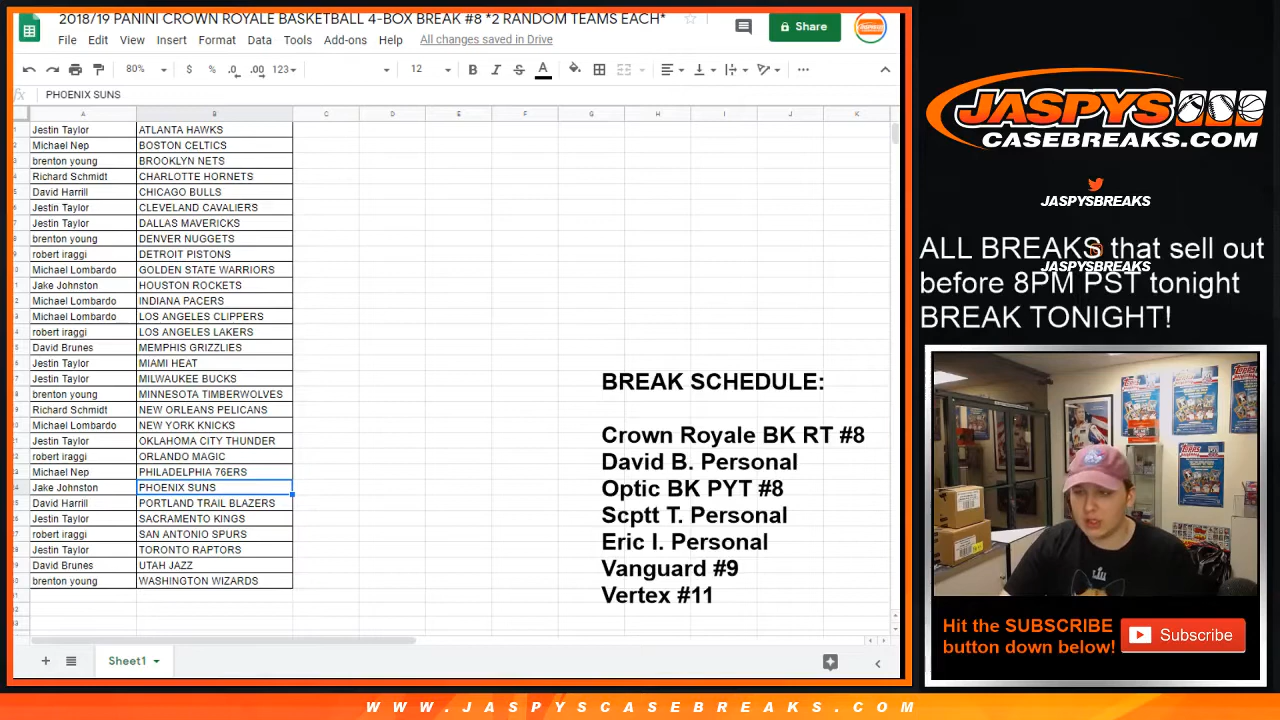 2018/19 PANINI CROWN ROYALE BASKETBALL 4-BOX BREAK #8 *2 RANDOM TEAMS EACH*
File Edit View Insert Format Data Tools Add-ons Help All changes saved in Drive
Share
80% $ % .0 .00 123 12 B I S A
fx PHOENIX SUNS
A B C D E F G H I J K
Jestin Taylor ATLANTA HAWKS
Michael Nep BOSTON CELTICS
brenton young BROOKLYN NETS
Richard Schmidt CHARLOTTE HORNETS
David Harrill CHICAGO BULLS
Jestin Taylor CLEVELAND CAVALIERS
Jestin Taylor DALLAS MAVERICKS
brenton young DENVER NUGGETS
robert iraggi DETROIT PISTONS
Michael Lombardo GOLDEN STATE WARRIORS
Jake Johnston HOUSTON ROCKETS
Michael Lombardo INDIANA PACERS
Michael Lombardo LOS ANGELES CLIPPERS
robert iraggi LOS ANGELES LAKERS
David Brunes MEMPHIS GRIZZLIES
Jestin Taylor MIAMI HEAT
Jestin Taylor MILWAUKEE BUCKS
brenton young MINNESOTA TIMBERWOLVES
Richard Schmidt NEW ORLEANS PELICANS
Michael Lombardo NEW YORK KNICKS
Jestin Taylor OKLAHOMA CITY THUNDER
robert iraggi ORLANDO MAGIC
Michael Nep PHILADELPHIA 76ERS
Jake Johnston PHOENIX SUNS
David Harrill PORTLAND TRAIL BLAZERS
Jestin Taylor SACRAMENTO KINGS
robert iraggi SAN ANTONIO SPURS
Jestin Taylor TORONTO RAPTORS
David Brunes UTAH JAZZ
brenton young WASHINGTON WIZARDS
Sheet1
BREAK SCHEDULE:
Crown Royale BK RT #8
David B. Personal
Optic BK PYT #8
Scptt T. Personal
Eric I. Personal
Vanguard #9
Vertex #11
JASPYS
CASEBREAKS.COM
JASPYSBREAKS
JASPYSBREAKS
ALL BREAKS that sell out
before 8PM PST tonight
BREAK TONIGHT!
Hit the SUBSCRIBE
button down below!
Subscribe
WWW.JASPYSCASEBREAKS.COM